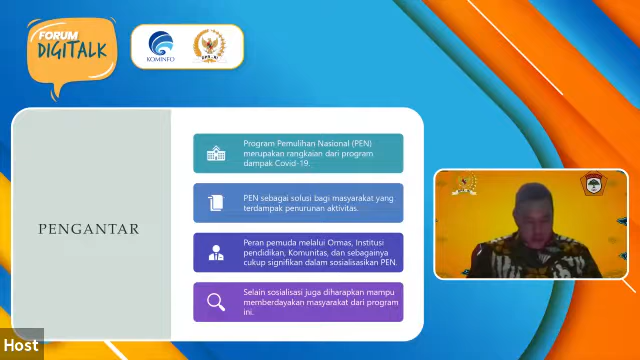 FORUM
DIGITALK
KOMINFO
PENGANTAR
Program Pemulihan Nasional (PEN)
merupakan rangkaian dari program
dampak Covid-19.
PEN sebagai solusi bagi masyarakat yang
terdampak penurunan aktivitas.
Peran pemuda melalui Ormas, Institusi
pendidikan, Komunitas, dan sebagainya
cukup signifikan dalam sosialisasikan PEN.
Selain sosialisasi juga diharapkan mampu
memberdayakan masyarakat dari program
ini.
Host